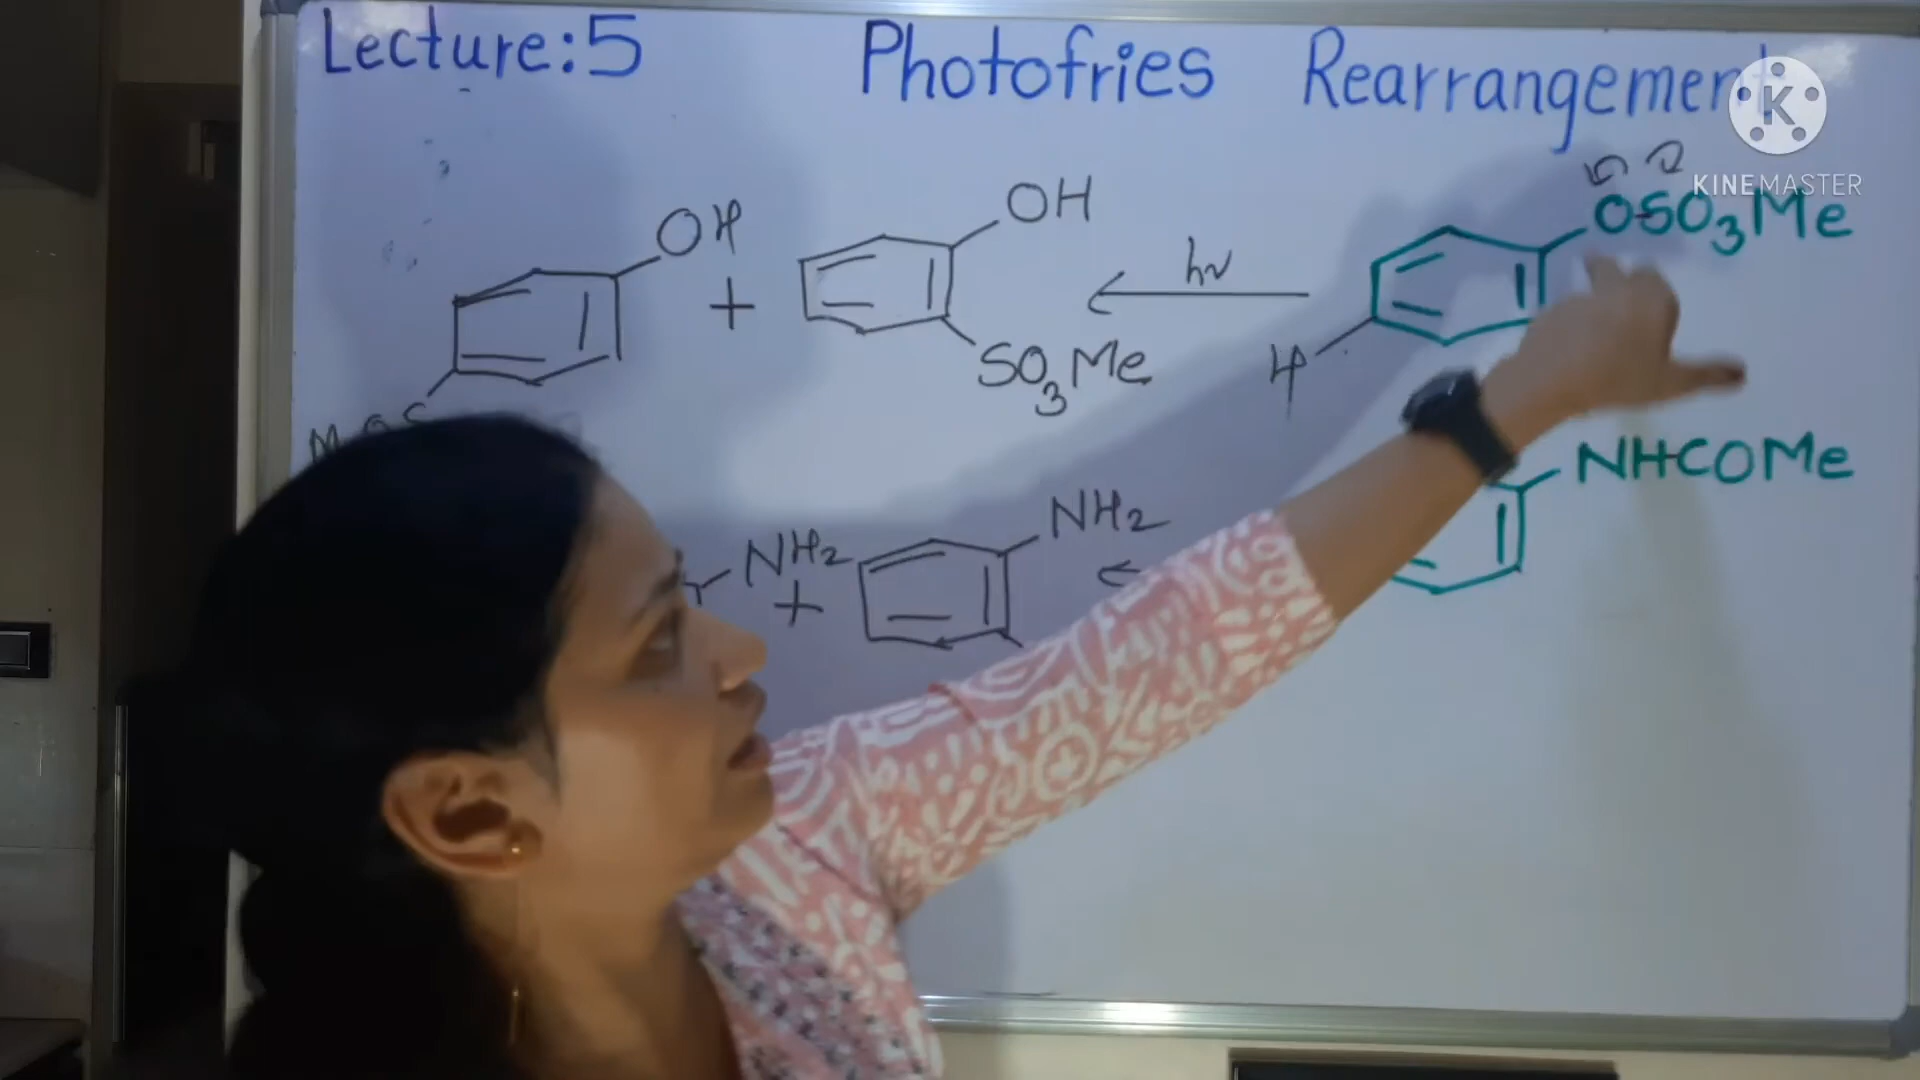 Lecture:5 Photofries Rearrangement
KINEMASTER
OH + OH hν OSO3Me
SO3Me H
NHCOMe
NH2 + NH2